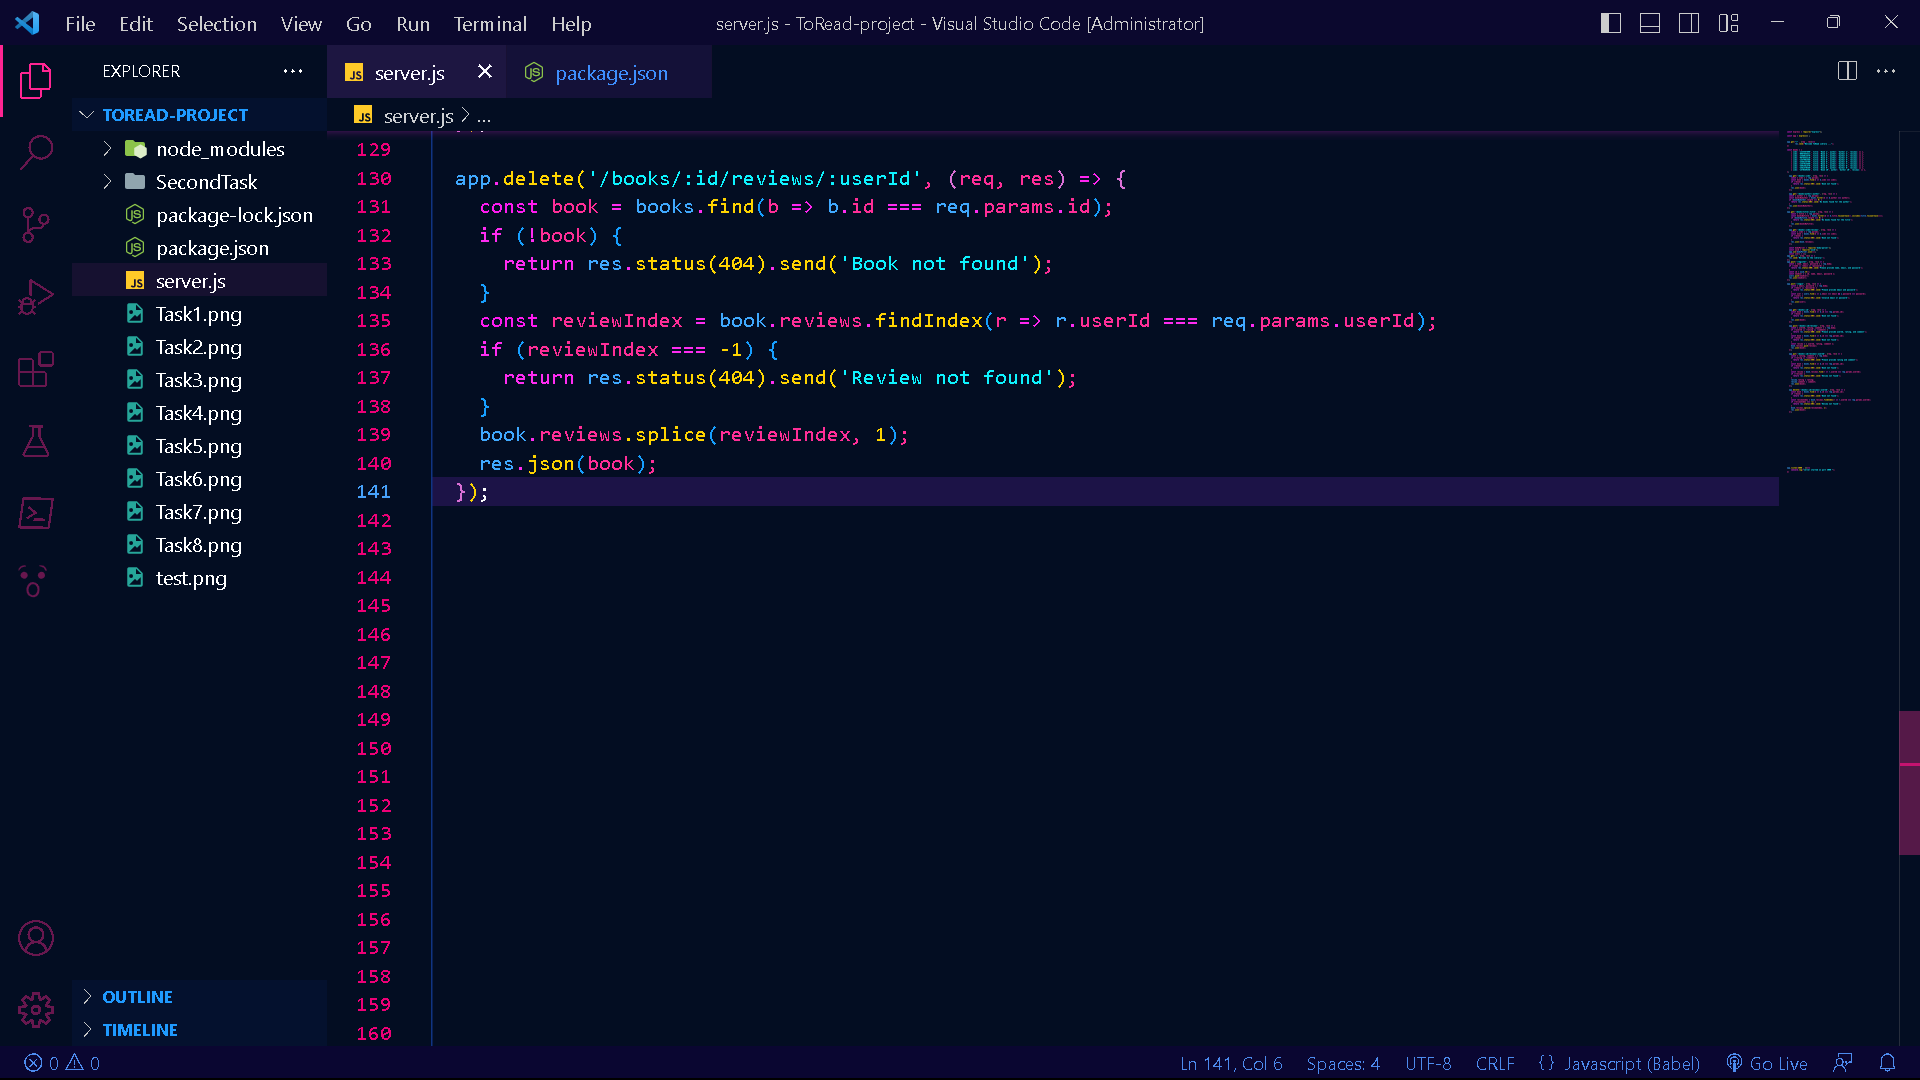 File Edit Selection View Go Run Terminal Help
server.js - ToRead-project - Visual Studio Code [Administrator]
EXPLORER
TOREAD-PROJECT
node_modules
SecondTask
package-lock.json
package.json
server.js
Task1.png
Task2.png
Task3.png
Task4.png
Task5.png
Task6.png
Task7.png
Task8.png
test.png
OUTLINE
TIMELINE
JS server.js
package.json
JS server.js > ...
129
130 app.delete('/books/:id/reviews/:userId', (req, res) => {
131 const book = books.find(b => b.id === req.params.id);
132 if (!book) {
133 return res.status(404).send('Book not found');
134 }
135 const reviewIndex = book.reviews.findIndex(r => r.userId === req.params.userId);
136 if (reviewIndex === -1) {
137 return res.status(404).send('Review not found');
138 }
139 book.reviews.splice(reviewIndex, 1);
140 res.json(book);
141 });
142
143
144
145
146
147
148
149
150
151
152
153
154
155
156
157
158
159
160
0 0
Ln 141, Col 6 Spaces: 4 UTF-8 CRLF {} Javascript (Babel) Go Live